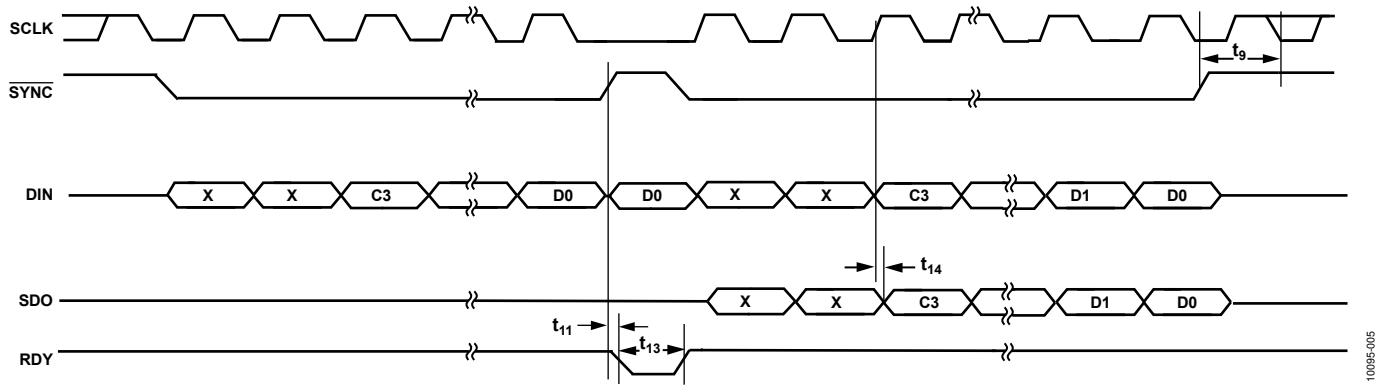 SCLK
t9
SYNC
DIN X X C3 D0 D0 X X C3 D1 D0
t14
SDO X X C3 D1 D0
t11
t13
RDY
10095-005